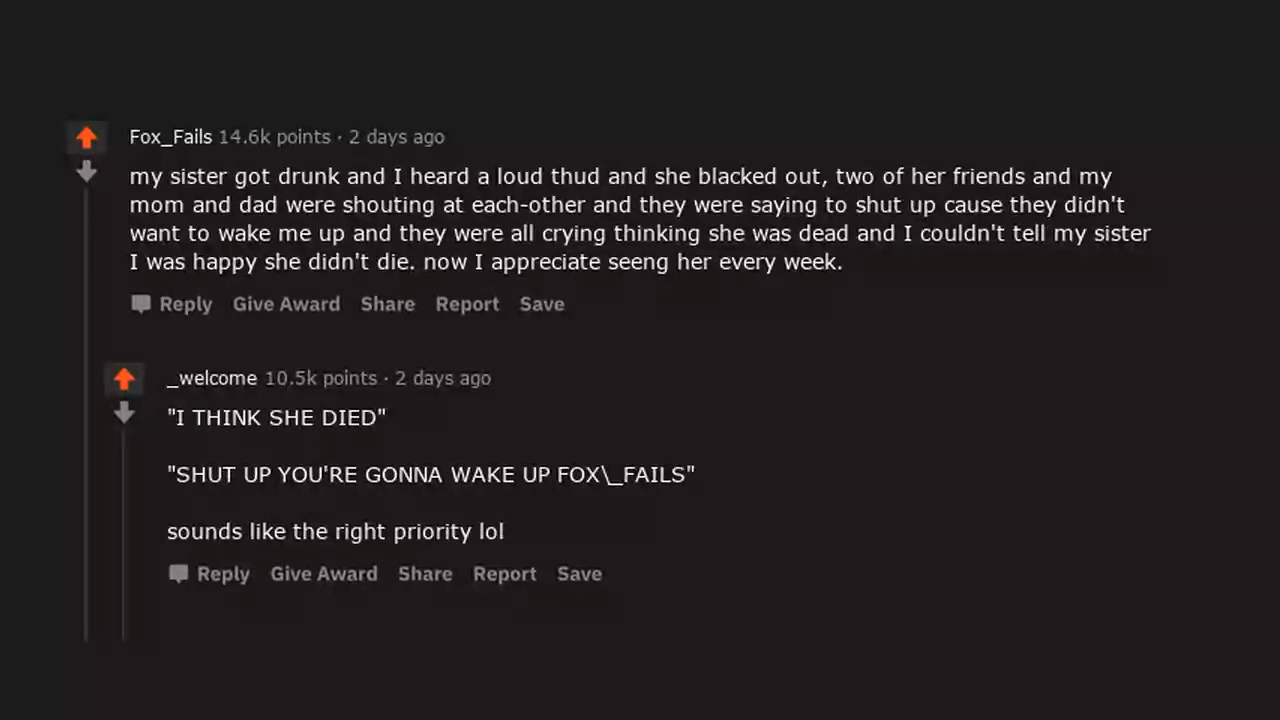 Fox_Fails 14.6k points · 2 days ago
my sister got drunk and I heard a loud thud and she blacked out, two of her friends and my
mom and dad were shouting at each-other and they were saying to shut up cause they didn't
want to wake me up and they were all crying thinking she was dead and I couldn't tell my sister
I was happy she didn't die. now I appreciate seeng her every week.
Reply Give Award Share Report Save
_welcome 10.5k points · 2 days ago
"I THINK SHE DIED"
"SHUT UP YOU'RE GONNA WAKE UP FOX\_FAILS"
sounds like the right priority lol
Reply Give Award Share Report Save